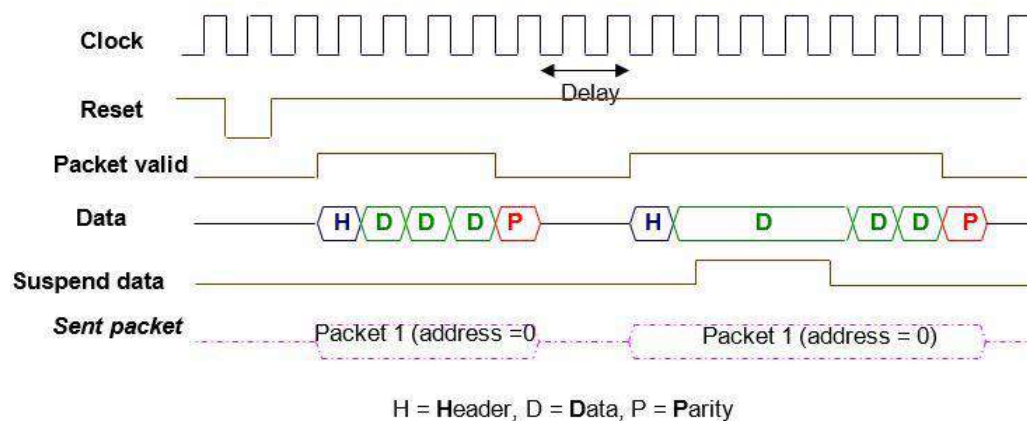 Clock
Delay
Reset
Packet valid
Data H D D D P H D D D P
Suspend data
Sent packet Packet 1 (address =0 Packet 1 (address = 0)
H = Header, D = Data, P = Parity